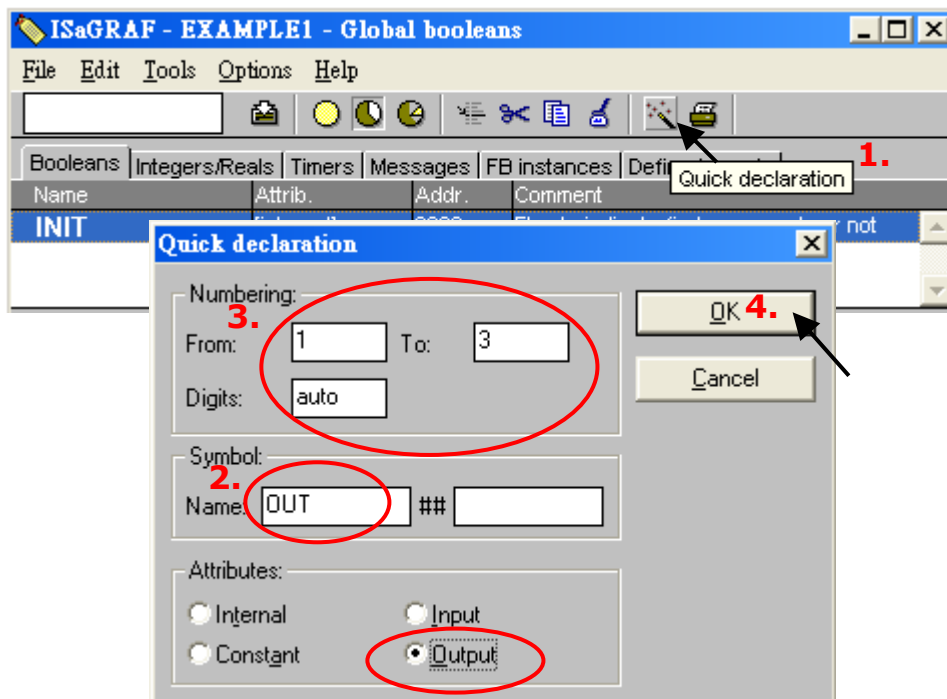 ISaGRAF - EXAMPLE1 - Global booleans
File Edit Tools Options Help
Booleans Integers/Reals Timers Messages FB instances
Quick declaration
1.
Name Attrib. Addr. Comment
INIT not
Quick declaration
Numbering:
3.
From: 1 To: 3
Digits: auto
OK 4.
Cancel
Symbol:
2.
Name: OUT ##
Attributes:
Internal Input
Constant Output